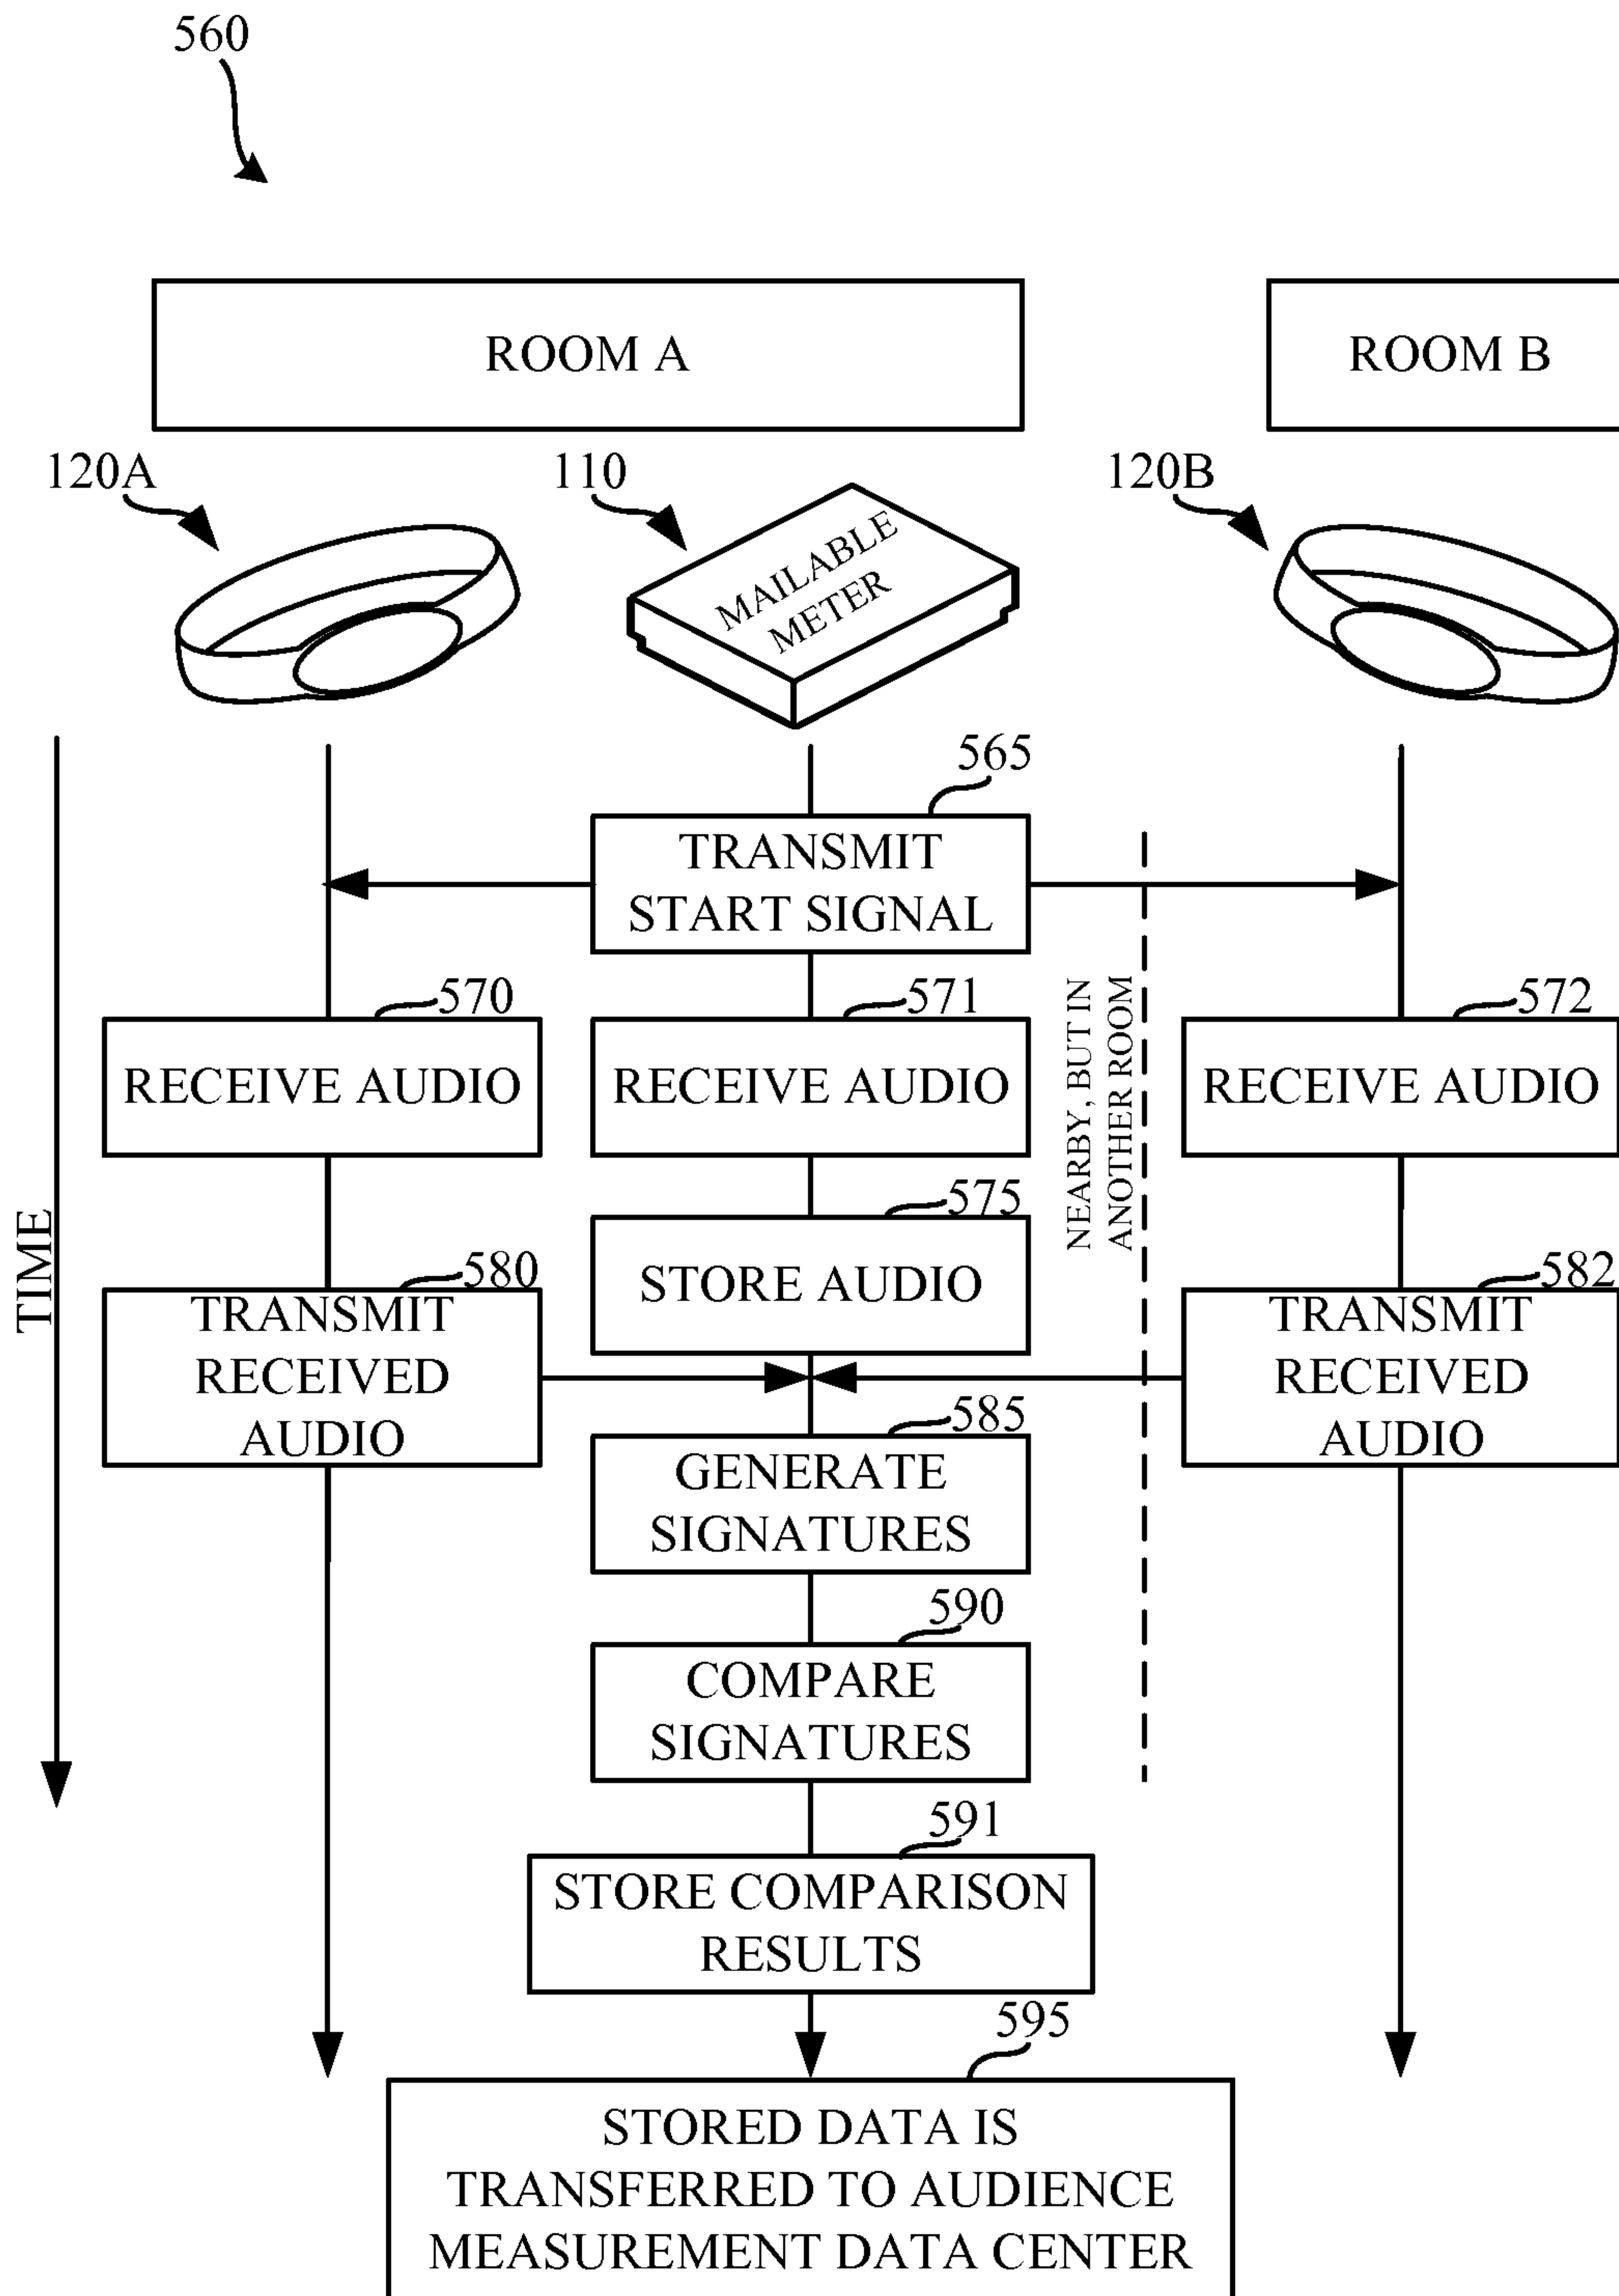 560
ROOM A
ROOM B
120A
110
120B
MAILABLE
METER
565
TRANSMIT
START SIGNAL
570
571
572
RECEIVE AUDIO
RECEIVE AUDIO
RECEIVE AUDIO
NEARBY, BUT IN
ANOTHER ROOM
TIME
575
STORE AUDIO
580
TRANSMIT
RECEIVED
AUDIO
582
TRANSMIT
RECEIVED
AUDIO
585
GENERATE
SIGNATURES
590
COMPARE
SIGNATURES
591
STORE COMPARISON
RESULTS
595
STORED DATA IS
TRANSFERRED TO AUDIENCE
MEASUREMENT DATA CENTER